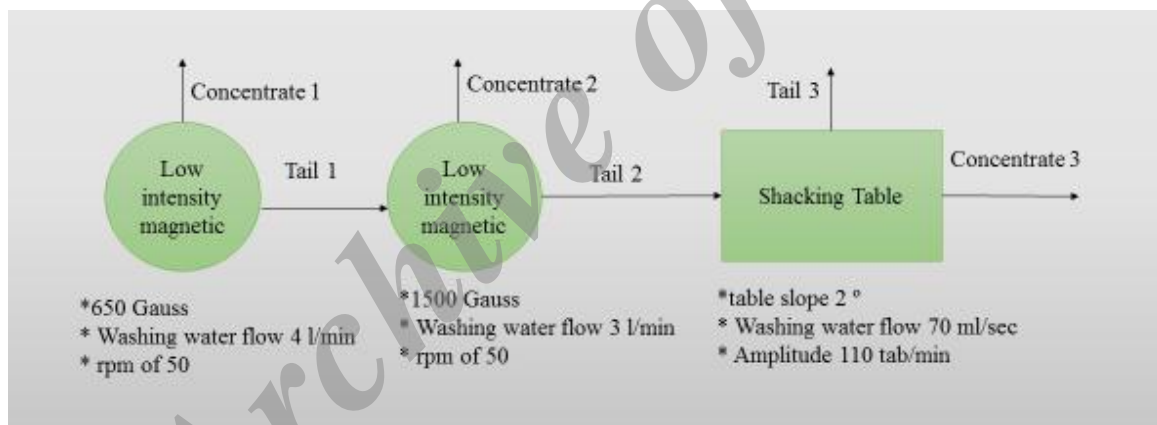 Concentrate 1
Concentrate 2
Tail 3
Low
intensity
magnetic
Tail 1
Low
intensity
magnetic
Tail 2
Shacking Table
Concentrate 3
*650 Gauss
* Washing water flow 4 l/min
* rpm of 50
*1500 Gauss
* Washing water flow 3 l/min
* rpm of 50
*table slope 2 º
* Washing water flow 70 ml/sec
* Amplitude 110 tab/min
Archive of